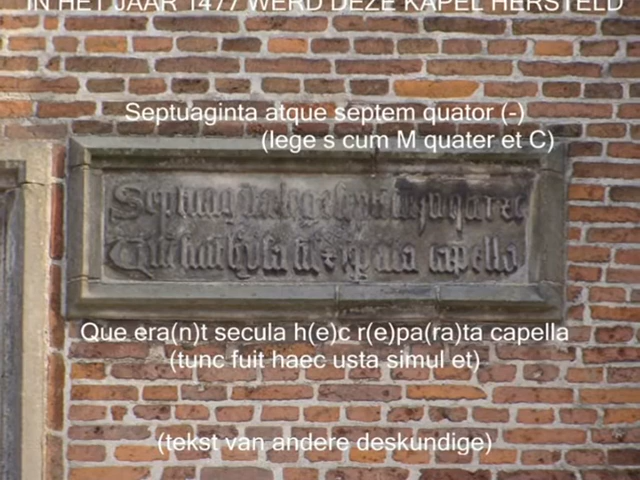 IN HET JAAR 1477 WERD DEZE KAPEL HERSTELD
Septuaginta atque septem quator (-)
(lege s cum M quater et C)
capella
Que era(n)t secula h(e)c r(e)pa(ra)ta capella
(tunc fuit haec usta simul et)
(tekst van andere deskundige)